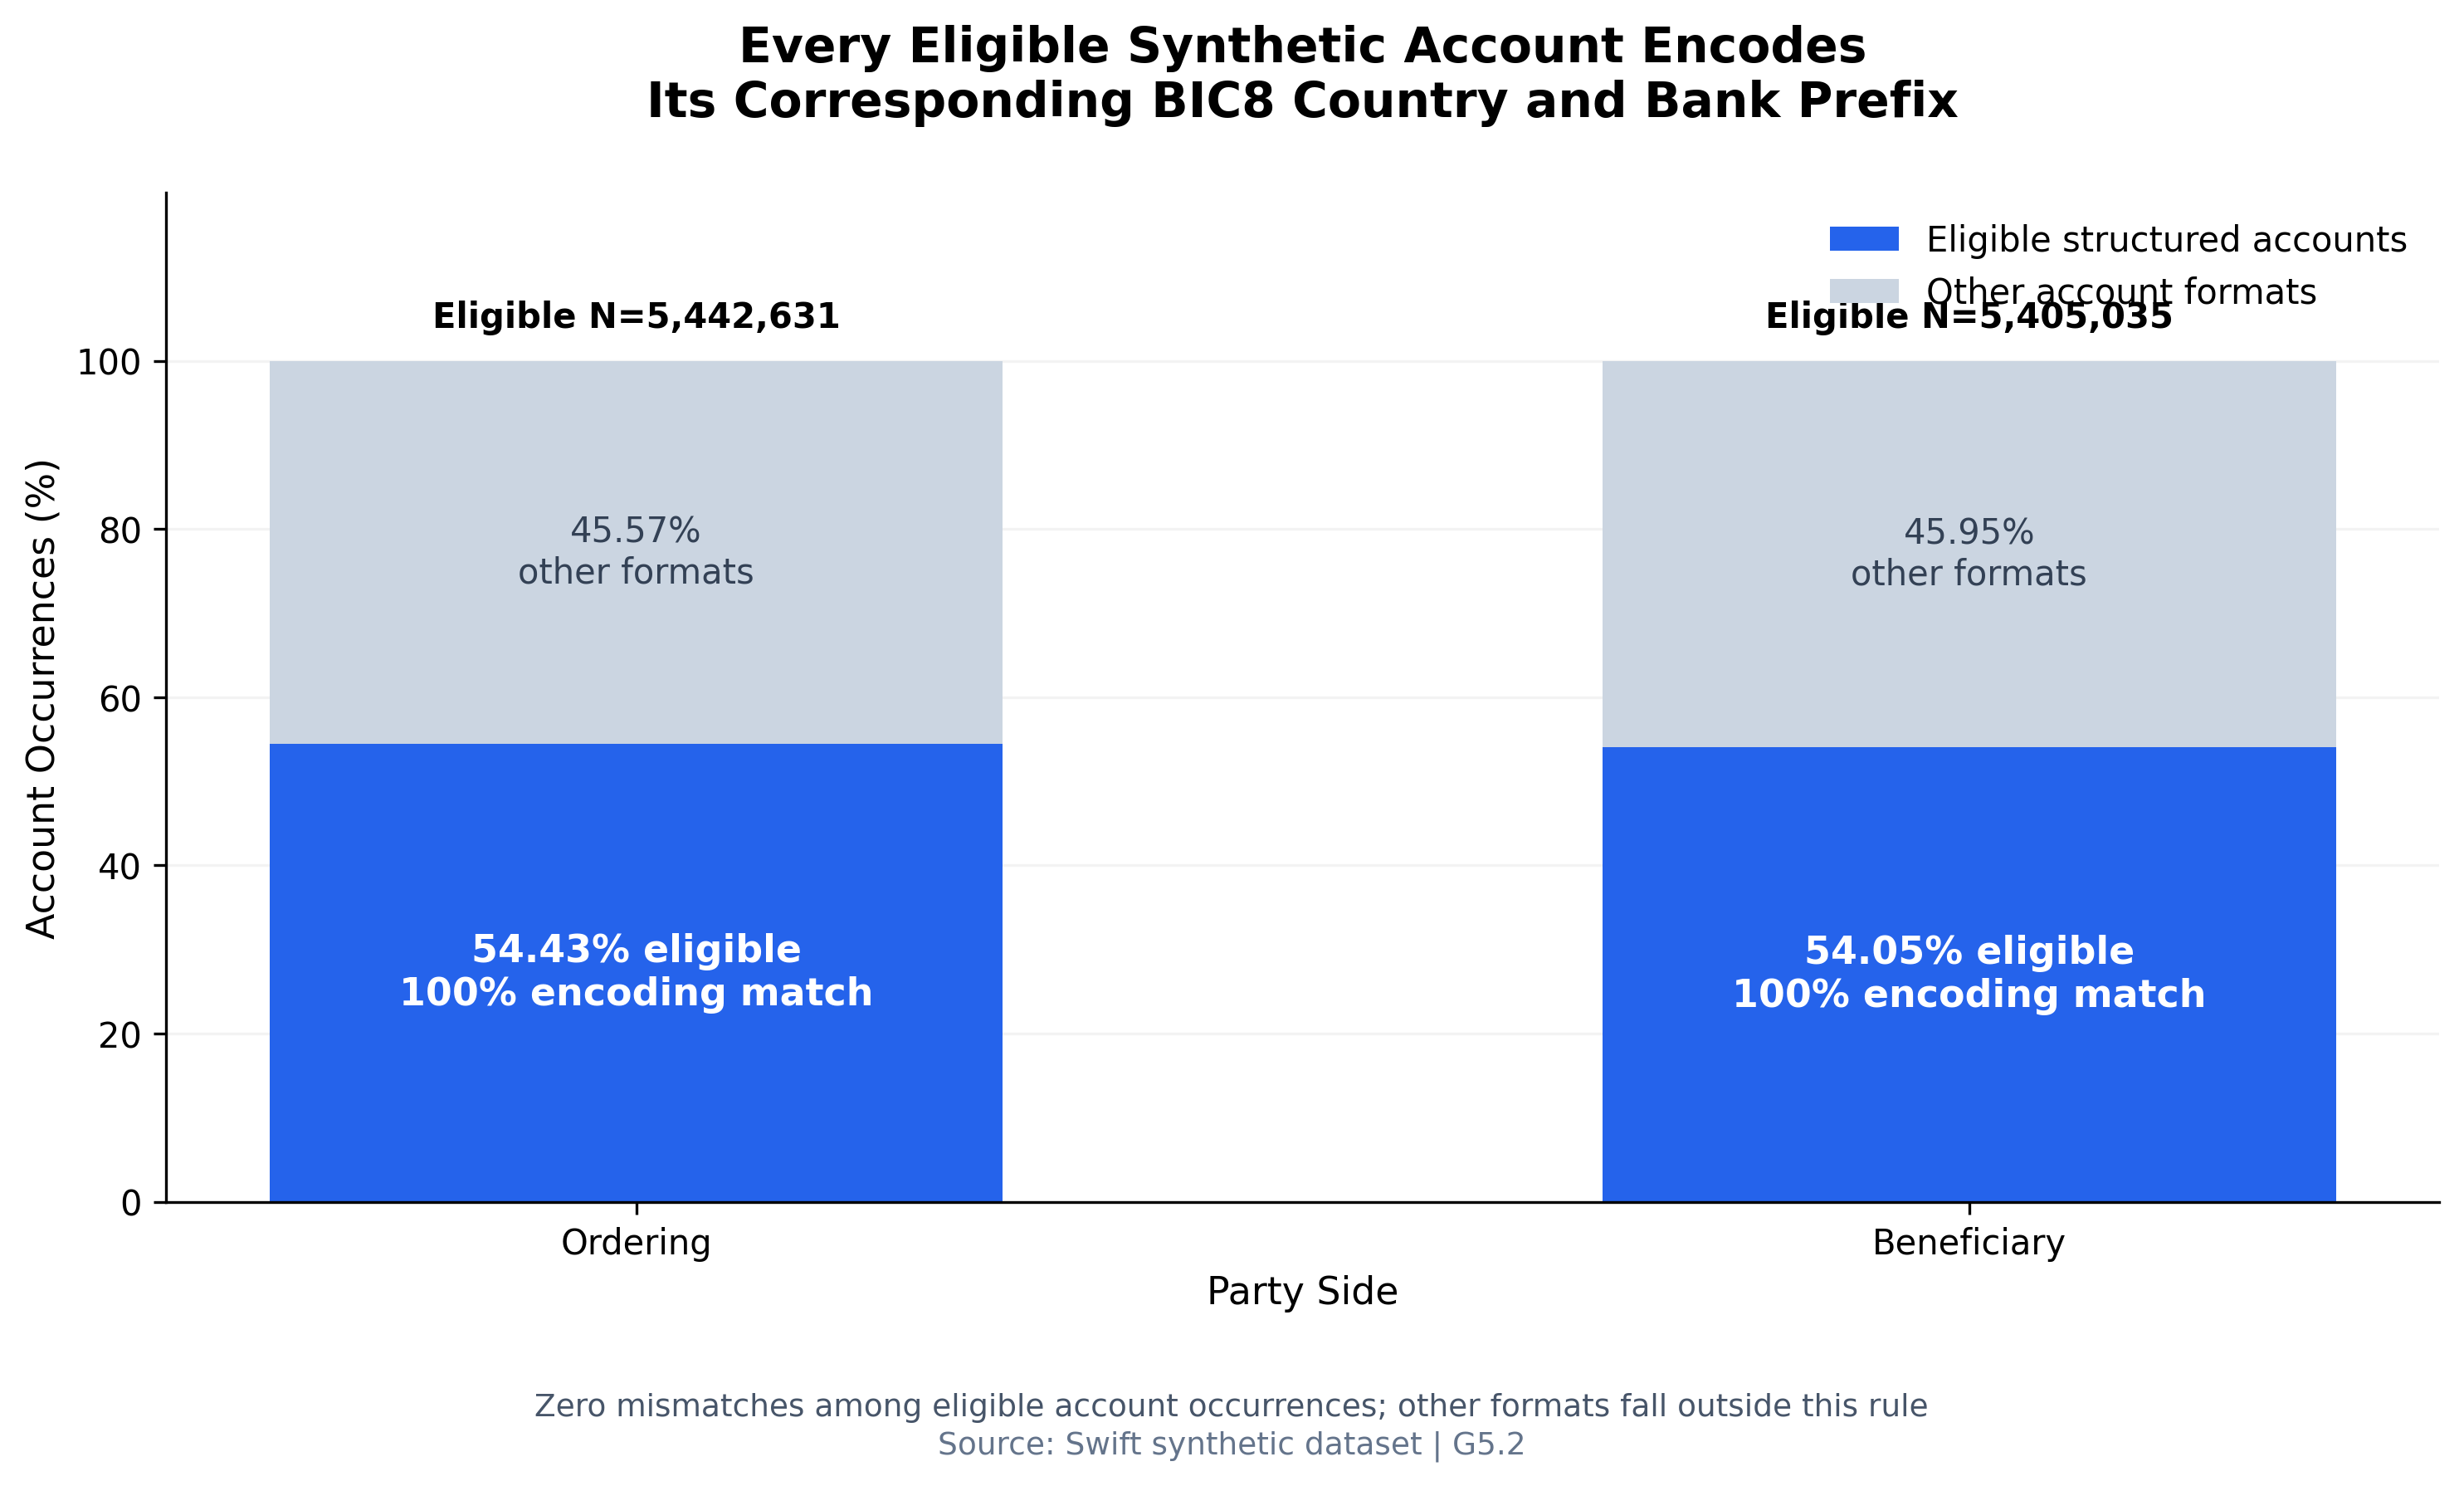 Every Eligible Synthetic Account Encodes
Its Corresponding BIC8 Country and Bank Prefix
Eligible structured accounts
Other account formats
Eligible N=5,442,631
Eligible N=5,405,035
Account Occurrences (%)
100
80
60
40
20
0
45.57%
other formats
45.95%
other formats
54.43% eligible
100% encoding match
54.05% eligible
100% encoding match
Ordering
Beneficiary
Party Side
Zero mismatches among eligible account occurrences; other formats fall outside this rule
Source: Swift synthetic dataset | G5.2